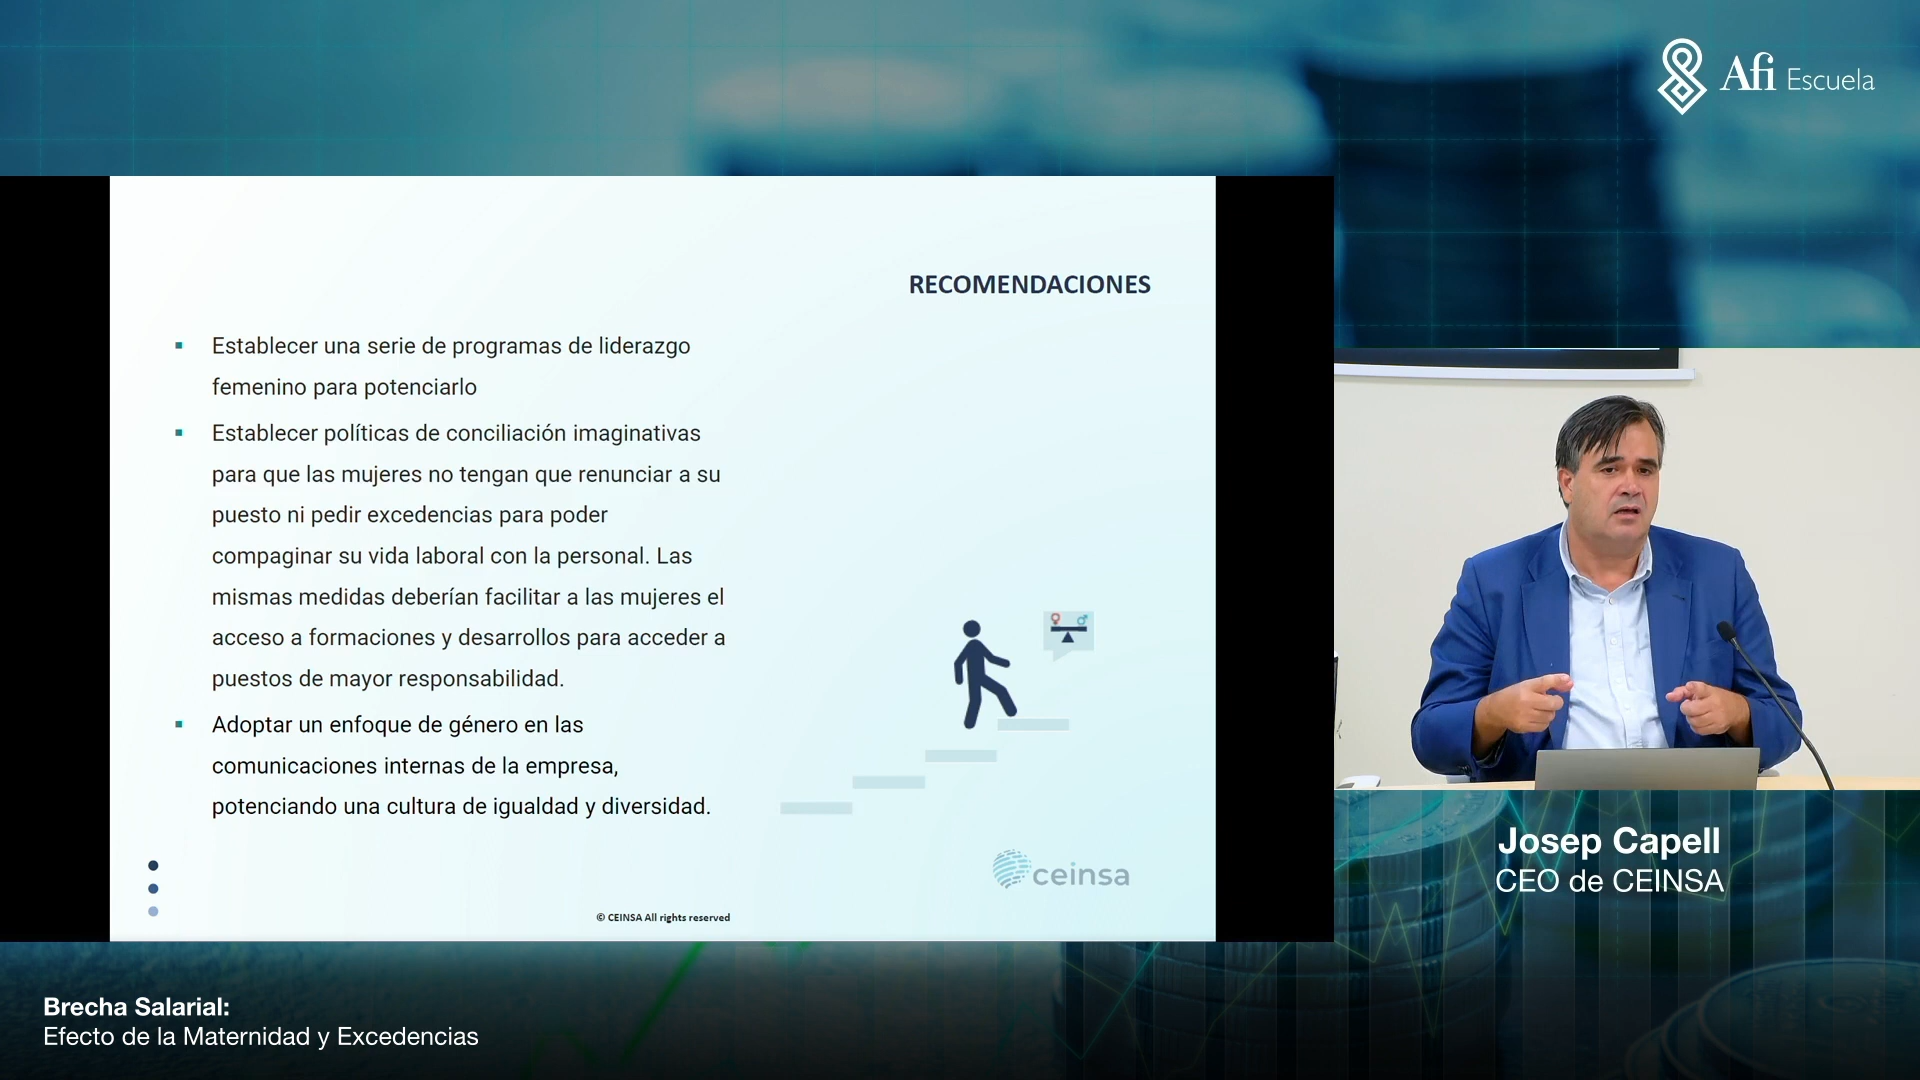 Afi Escuela
RECOMENDACIONES
▪ Establecer una serie de programas de liderazgo
femenino para potenciarlo
▪ Establecer políticas de conciliación imaginativas
para que las mujeres no tengan que renunciar a su
puesto ni pedir excedencias para poder
compaginar su vida laboral con la personal. Las
mismas medidas deberían facilitar a las mujeres el
acceso a formaciones y desarrollos para acceder a
puestos de mayor responsabilidad.
▪ Adoptar un enfoque de género en las
comunicaciones internas de la empresa,
potenciando una cultura de igualdad y diversidad.
ceinsa
© CEINSA All rights reserved
Josep Capell
CEO de CEINSA
Brecha Salarial:
Efecto de la Maternidad y Excedencias